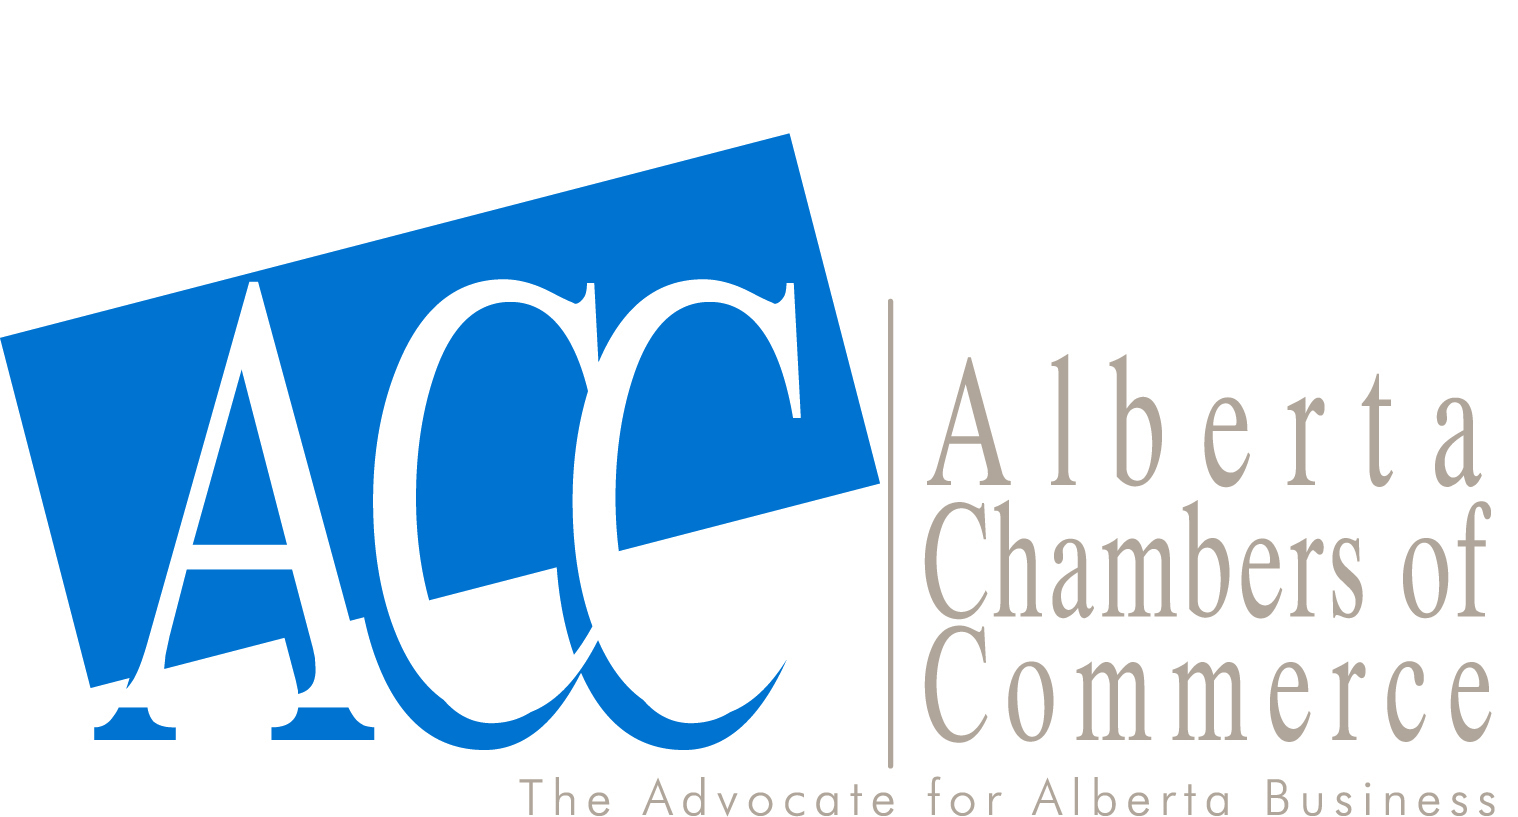 ACC
Alberta
Chambers of
Commerce
The Advocate for Alberta Business